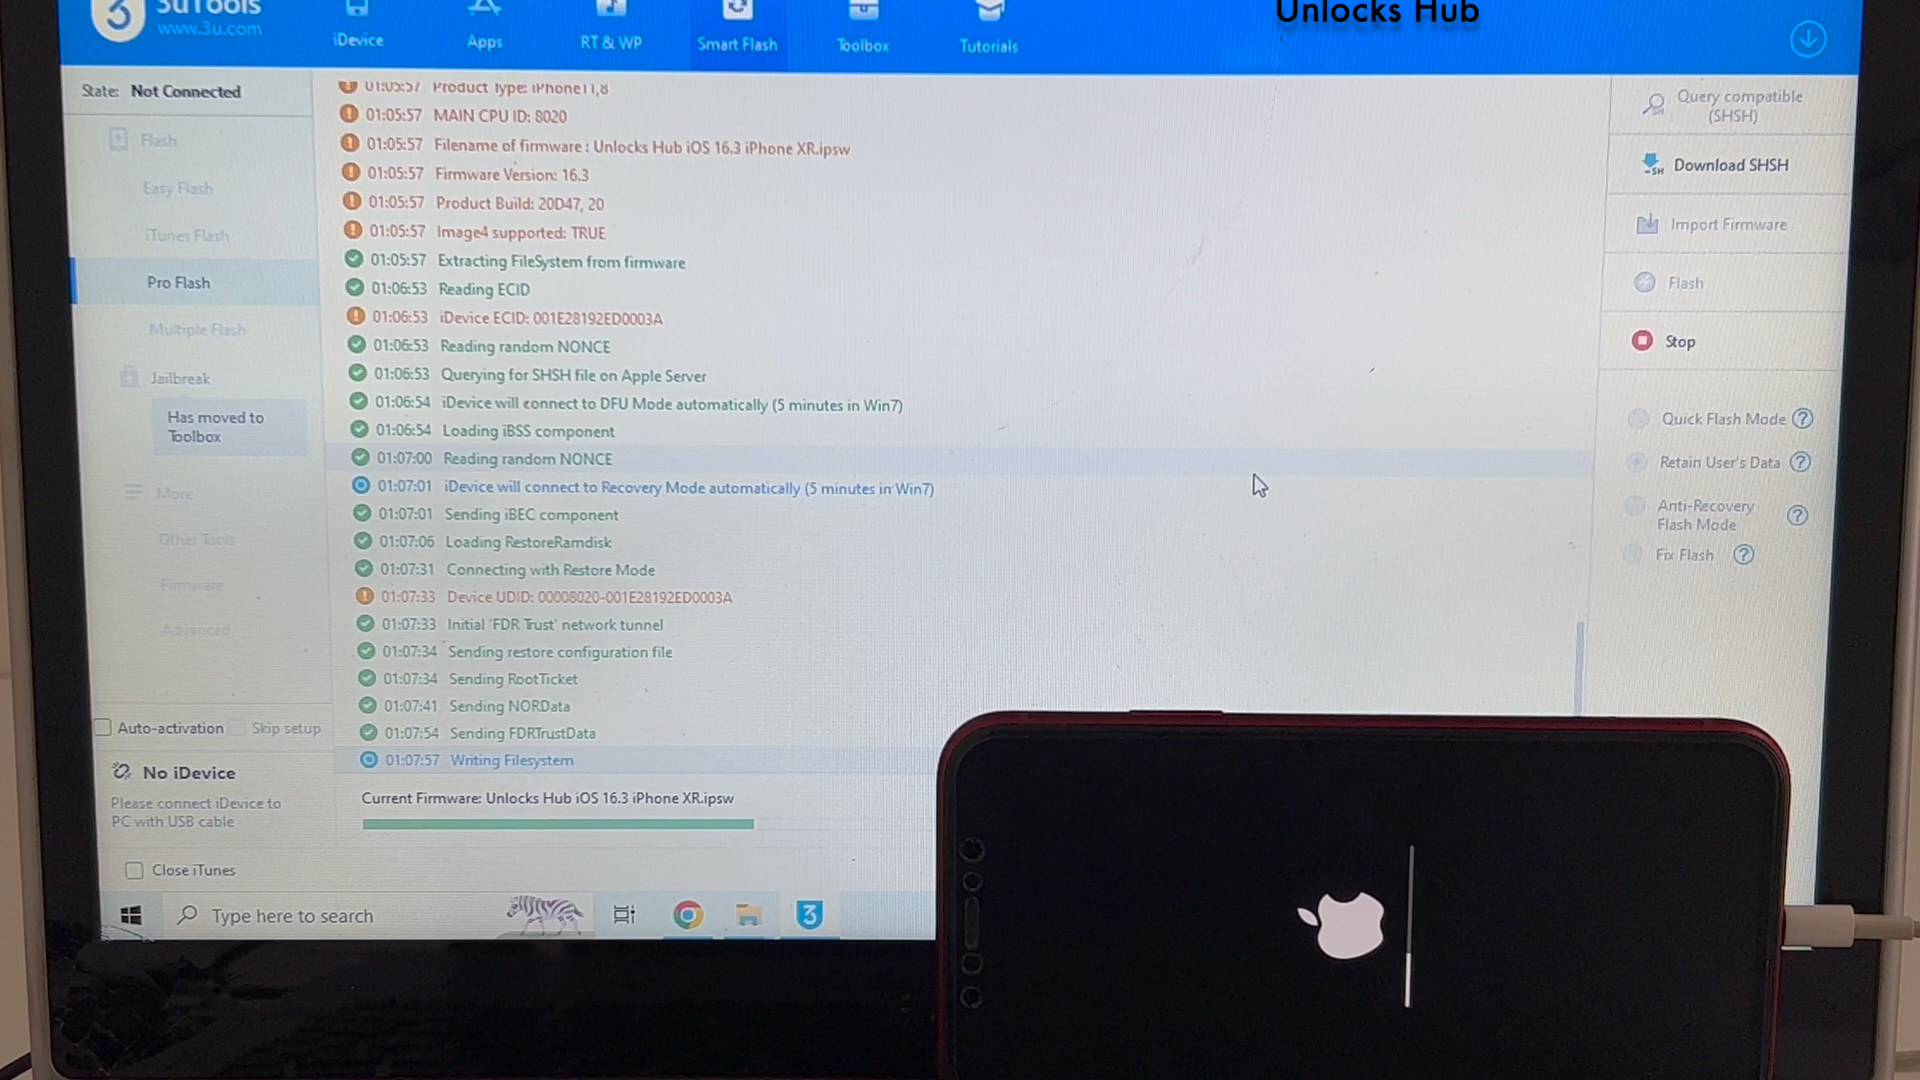 3uTools
www.3u.com
iDevice
Apps
RT & WP
Smart Flash
Toolbox
Tutorials
Unlocks Hub
State: Not Connected
Flash
Easy Flash
iTunes Flash
Pro Flash
Multiple Flash
Jailbreak
Has moved to
Toolbox
More
Other Tools
Firmware
Advanced
Auto-activation
Skip setup
No iDevice
Please connect iDevice to
PC with USB cable
Close iTunes
01:05:57 Product Type: iPhone11,8
01:05:57 MAIN CPU ID: 8020
01:05:57 Filename of firmware : Unlocks Hub iOS 16.3 iPhone XR.ipsw
01:05:57 Firmware Version: 16.3
01:05:57 Product Build: 20D47, 20
01:05:57 Image4 supported: TRUE
01:05:57 Extracting FileSystem from firmware
01:06:53 Reading ECID
01:06:53 iDevice ECID: 001E28192ED0003A
01:06:53 Reading random NONCE
01:06:53 Querying for SHSH file on Apple Server
01:06:54 iDevice will connect to DFU Mode automatically (5 minutes in Win7)
01:06:54 Loading iBSS component
01:07:00 Reading random NONCE
01:07:01 iDevice will connect to Recovery Mode automatically (5 minutes in Win7)
01:07:01 Sending iBEC component
01:07:06 Loading RestoreRamdisk
01:07:31 Connecting with Restore Mode
01:07:33 Device UDID: 00008020-001E28192ED0003A
01:07:33 Initial 'FDR Trust' network tunnel
01:07:34 Sending restore configuration file
01:07:34 Sending RootTicket
01:07:41 Sending NORData
01:07:54 Sending FDRTrustData
01:07:57 Writing Filesystem
Current Firmware: Unlocks Hub iOS 16.3 iPhone XR.ipsw
Query compatible
(SHSH)
Download SHSH
Import Firmware
Flash
Stop
Quick Flash Mode ?
Retain User's Data ?
Anti-Recovery
Flash Mode ?
Fix Flash ?
Type here to search